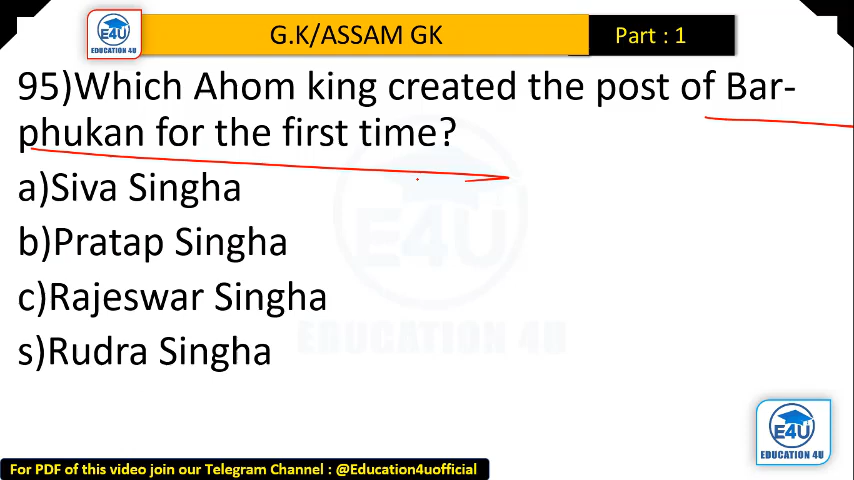 E4U
EDUCATION 4U
G.K/ASSAM GK
Part : 1
95)Which Ahom king created the post of Bar-
phukan for the first time?
a)Siva Singha
b)Pratap Singha
c)Rajeswar Singha
s)Rudra Singha
E4U
EDUCATION 4U
E4U
EDUCATION 4U
For PDF of this video join our Telegram Channel : @Education4uofficial